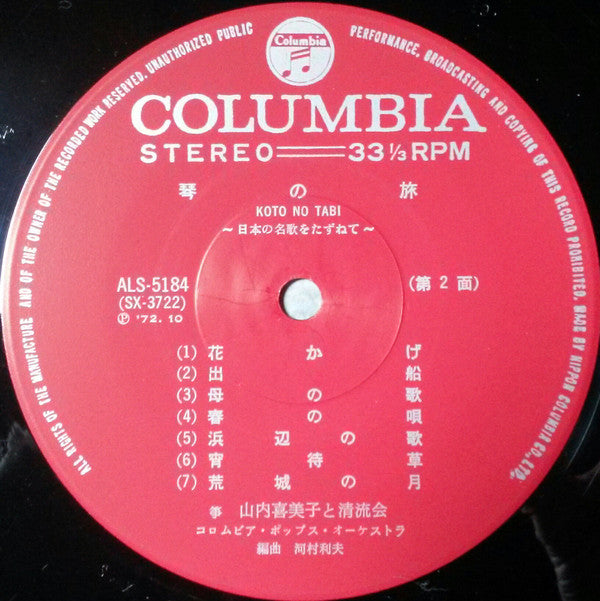 ALL RIGHTS OF THE MANUFACTURE AND OF THE OWNER OF THE RECORDED WORK RESERVED. UNAUTHORIZED PUBLIC PERFORMANCE, BROADCASTING AND COPYING OF THIS RECORD PROHIBITED. MADE BY NIPPON COLUMBIA CO., LTD.
Columbia
COLUMBIA
STEREO 33 1/3 RPM
琴の旅
KOTO NO TABI
~日本の名歌をたずねて~
ALS-5184 (第2面)
(SX-3722)
Ⓟ '72.10
(1) 花かげ
(2) 出船
(3) 母の歌
(4) 春の唄
(5) 浜辺の歌
(6) 宵待草
(7) 荒城の月
箏 山内喜美子と清流会
コロムビア・ポップス・オーケストラ
編曲 河村利夫